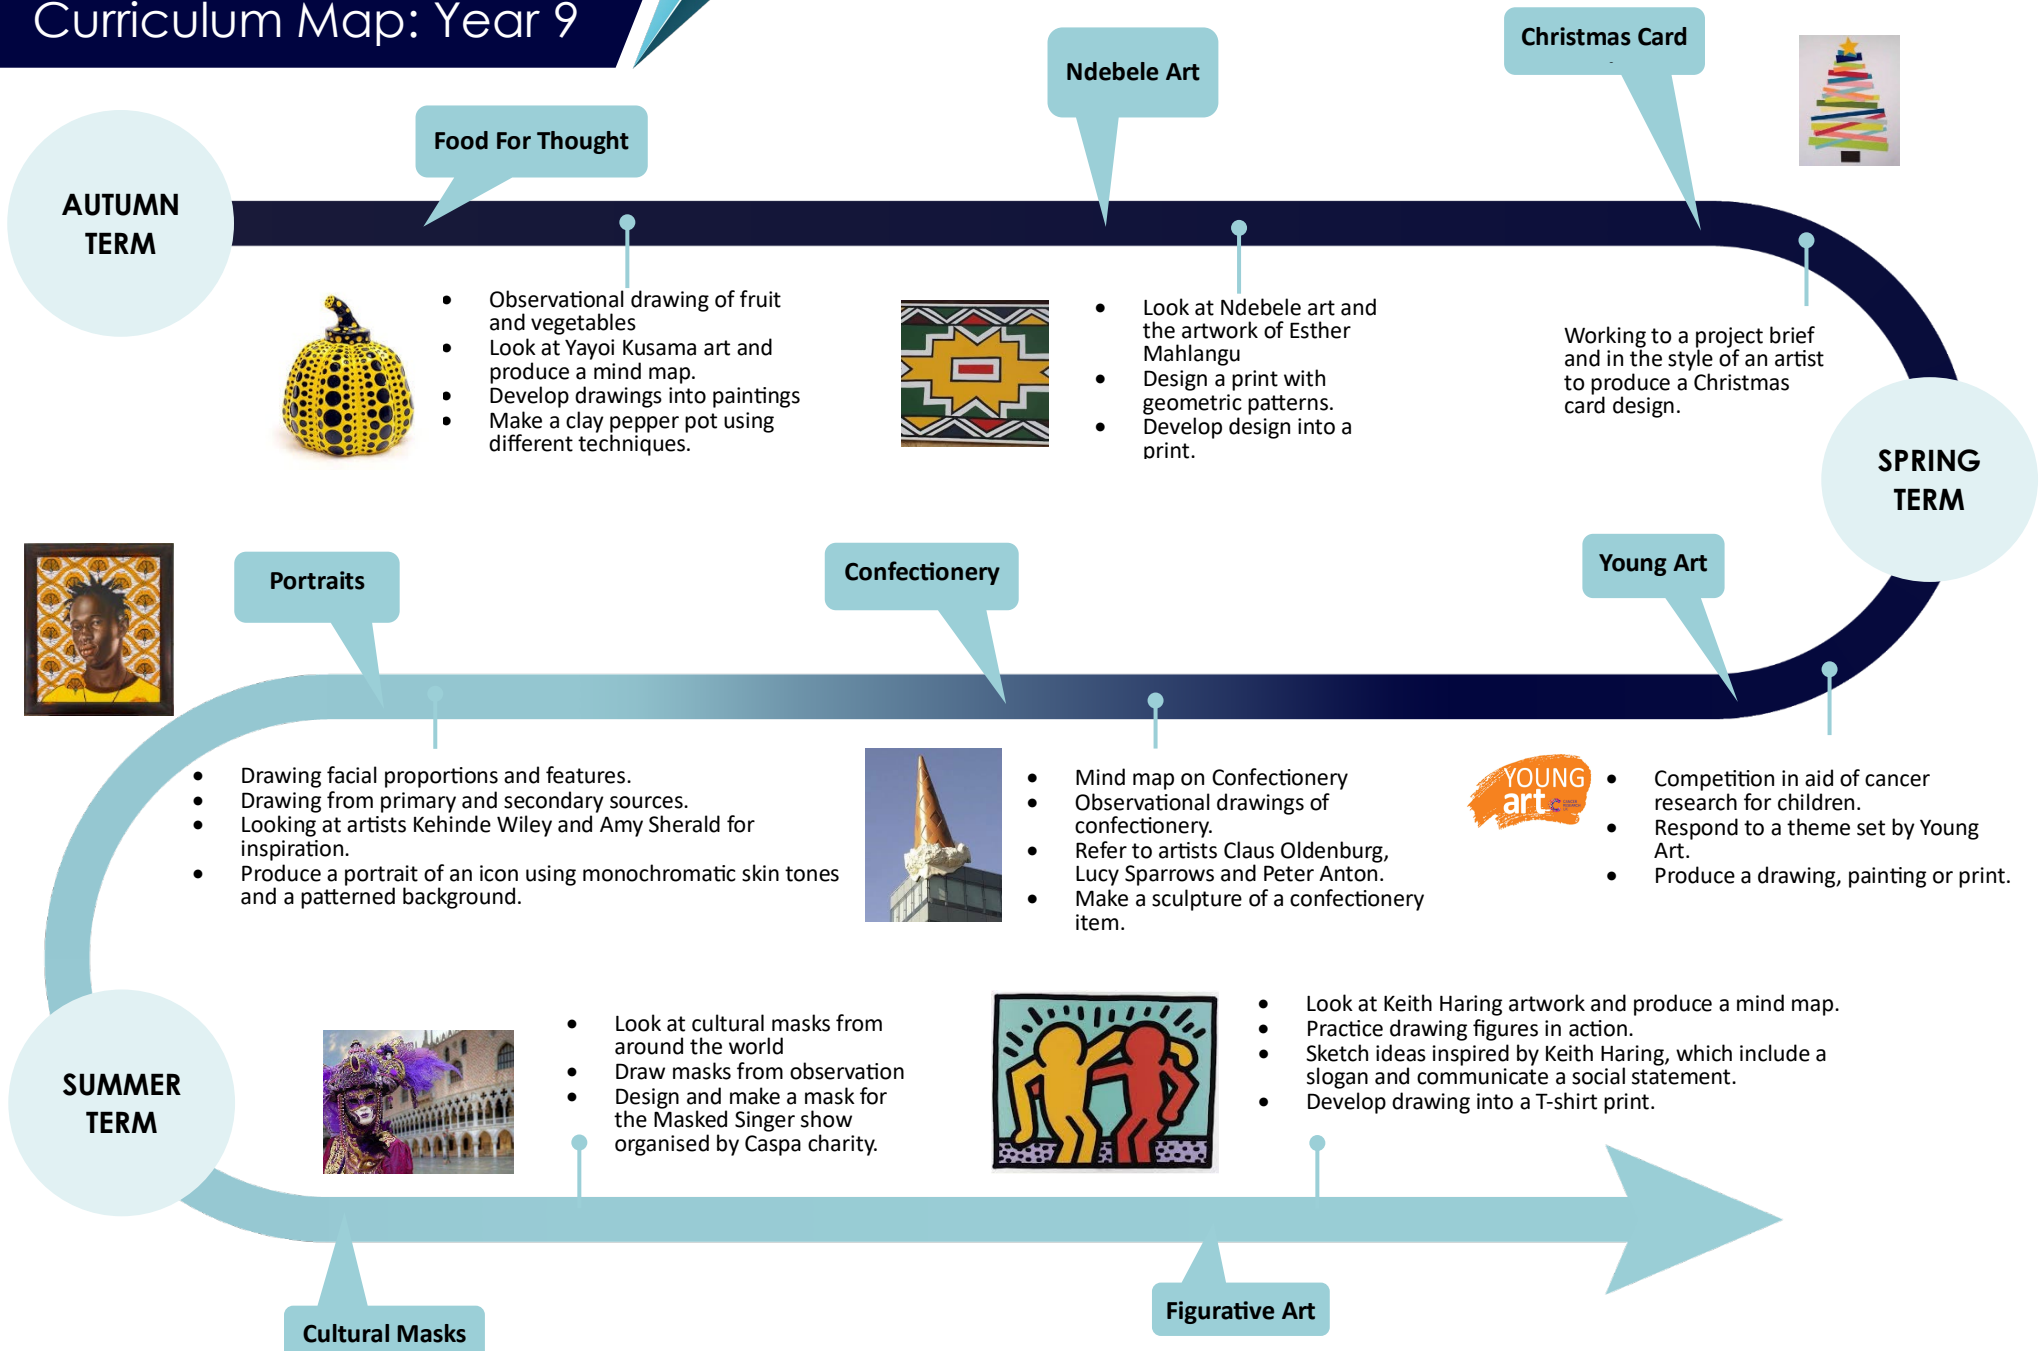 Curriculum Map: Year 9
AUTUMN
TERM
Food For Thought
• Observational drawing of fruit
and vegetables
• Look at Yayoi Kusama art and
produce a mind map.
• Develop drawings into paintings
• Make a clay pepper pot using
different techniques.
Ndebele Art
• Look at Ndebele art and
the artwork of Esther
Mahlangu
• Design a print with
geometric patterns.
• Develop design into a
print.
Christmas Card
Working to a project brief
and in the style of an artist
to produce a Christmas
card design.
SPRING
TERM
Young Art
YOUNG
art
• Competition in aid of cancer
research for children.
• Respond to a theme set by Young
Art.
• Produce a drawing, painting or print.
Confectionery
• Mind map on Confectionery
• Observational drawings of
confectionery.
• Refer to artists Claus Oldenburg,
Lucy Sparrows and Peter Anton.
• Make a sculpture of a confectionery
item.
Portraits
• Drawing facial proportions and features.
• Drawing from primary and secondary sources.
• Looking at artists Kehinde Wiley and Amy Sherald for
inspiration.
• Produce a portrait of an icon using monochromatic skin tones
and a patterned background.
SUMMER
TERM
• Look at cultural masks from
around the world
• Draw masks from observation
• Design and make a mask for
the Masked Singer show
organised by Caspa charity.
Cultural Masks
• Look at Keith Haring artwork and produce a mind map.
• Practice drawing figures in action.
• Sketch ideas inspired by Keith Haring, which include a
slogan and communicate a social statement.
• Develop drawing into a T-shirt print.
Figurative Art